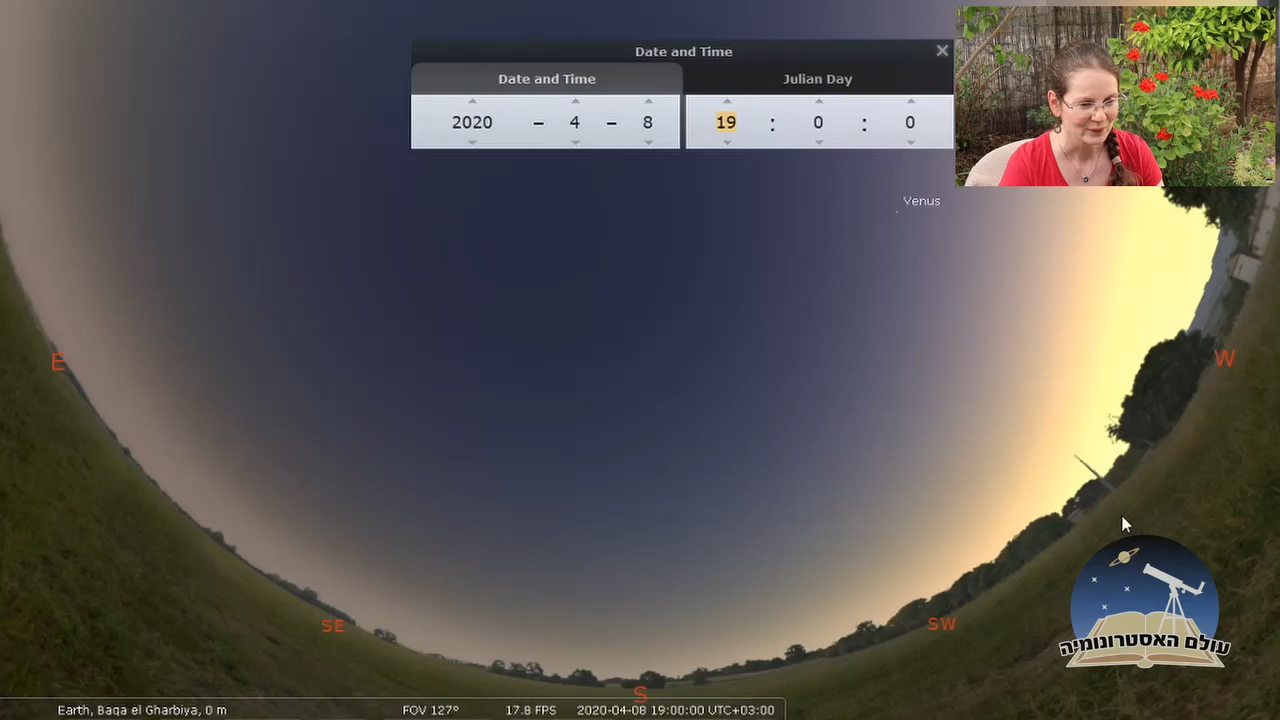 Date and Time
Date and Time
Julian Day
2020 - 4 - 8 19 : 0 : 0
Venus
E
W
SE
SW
S
עולם האסטרונומיה
Earth, Baqa el Gharbiya, 0 m FOV 127° 17.8 FPS 2020-04-08 19:00:00 UTC+03:00